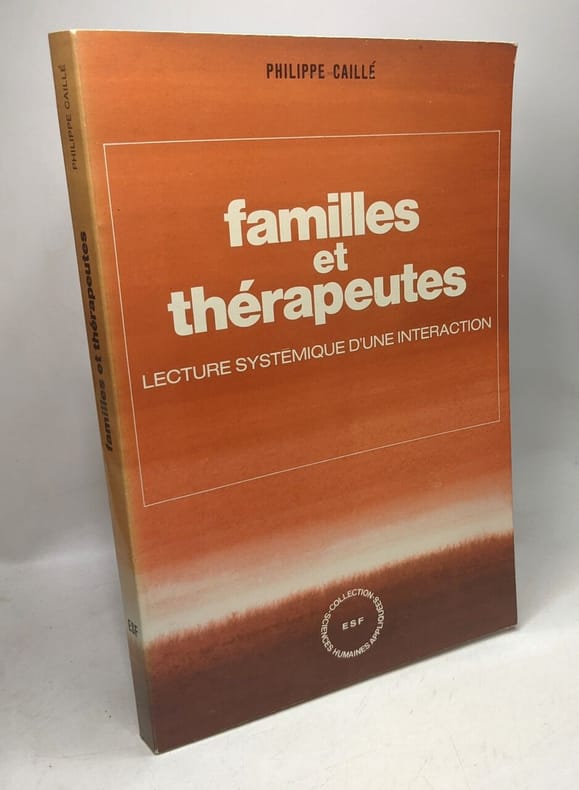 PHILIPPE CAILLÉ
familles
et
thérapeutes
LECTURE SYSTÉMIQUE D'UNE INTERACTION
·COLLECTION·
SCIENCES HUMAINES APPLIQUÉES
ESF
PHILIPPE CAILLÉ
familles et thérapeutes
ESF